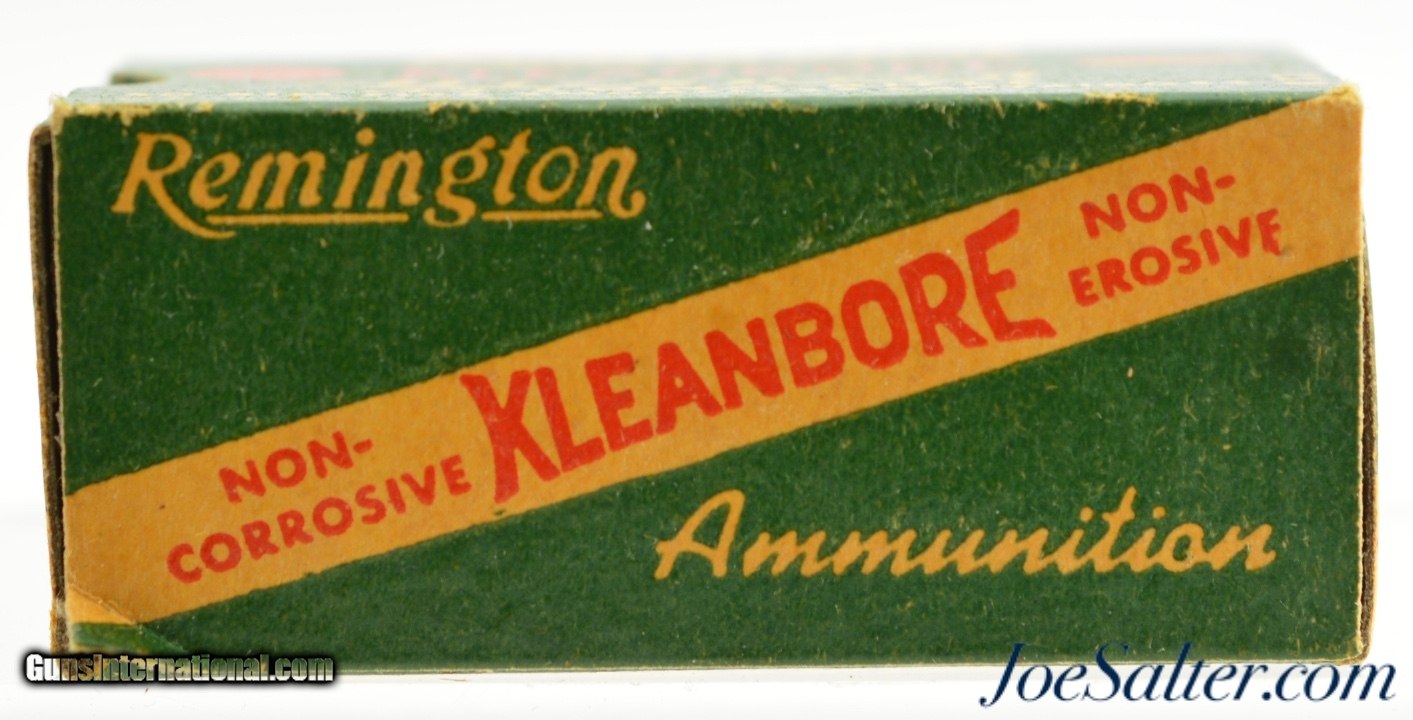 Remington
NON-
CORROSIVE
KLEANBORE
NON-
EROSIVE
Ammunition
GunsInternational.com
JoeSalter.com